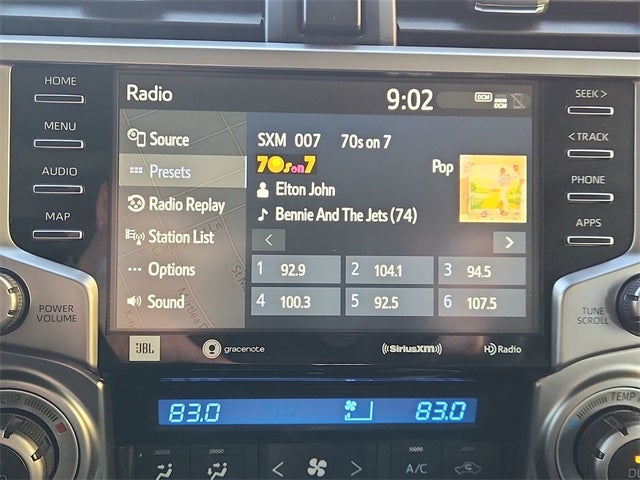 HOME
MENU
AUDIO
MAP
POWER
VOLUME
Radio
9:02
DCM
DCM
Source
Presets
Radio Replay
Station List
Options
Sound
SXM 007 70s on 7
70s on 7
Pop
Elton John
Bennie And The Jets (74)
<
>
1 92.9
2 104.1
3 94.5
4 100.3
5 92.5
6 107.5
SEEK >
< TRACK
PHONE
APPS
TUNE
SCROLL
JBL
gracenote
((SiriusXM))
HD Radio
83.0
83.0
TEMP
TEMP
A/C